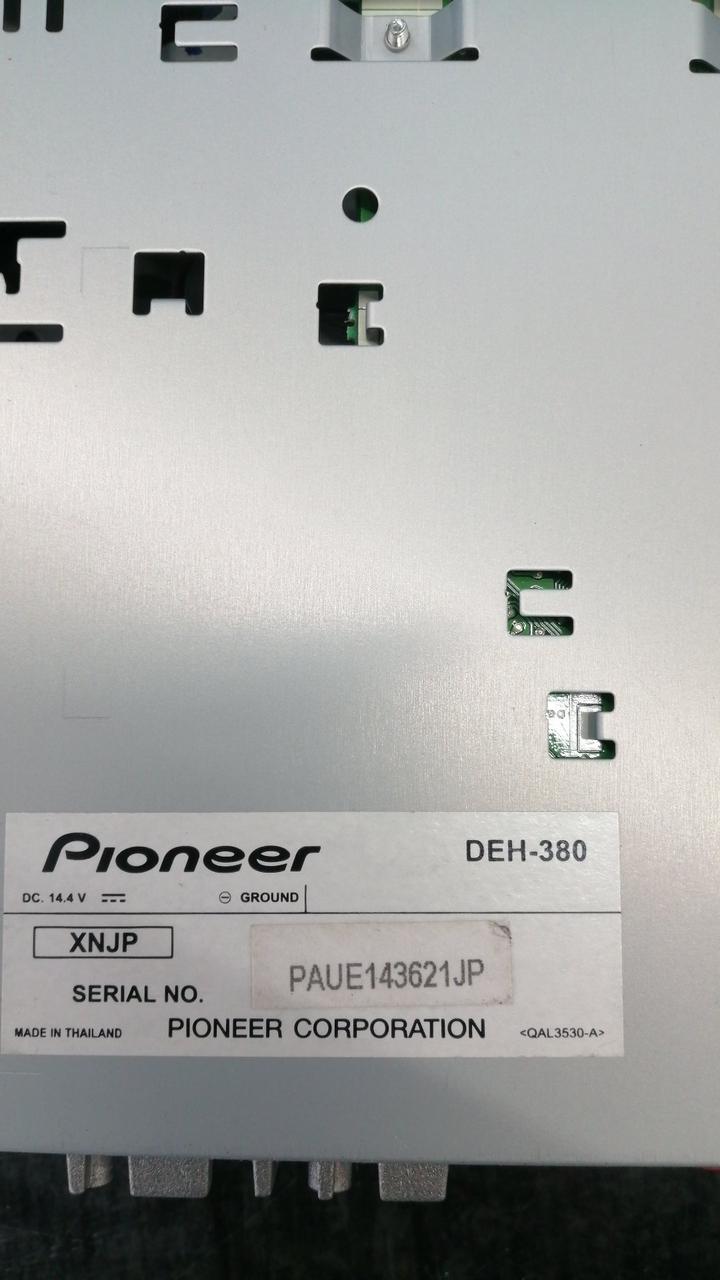 Pioneer DEH-380
DC. 14.4 V ⎓ ⊖ GROUND
XNJP
SERIAL NO. PAUE143621JP
MADE IN THAILAND PIONEER CORPORATION <QAL3530-A>